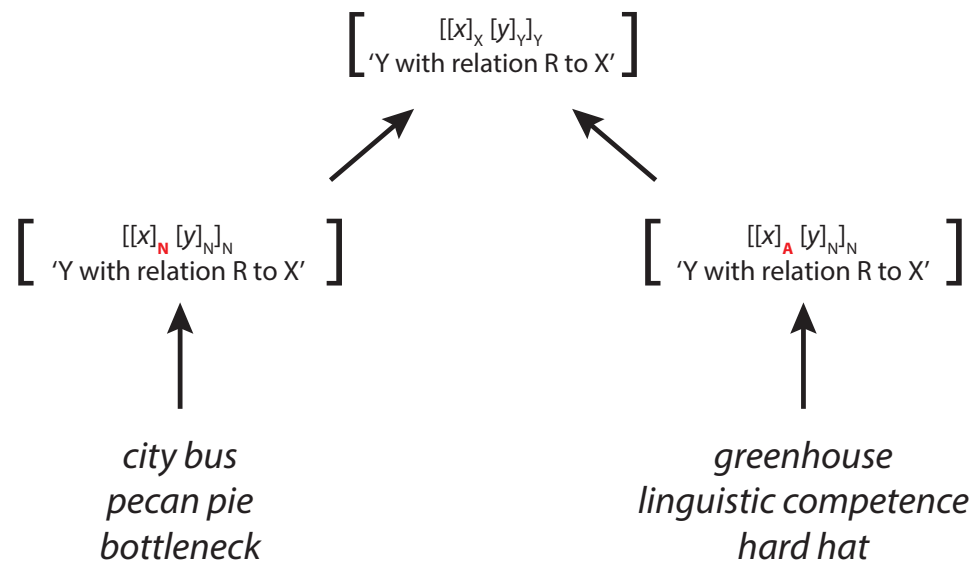 [[x]X [y]Y]Y
‘Y with relation R to X’
[[x]N [y]N]N
‘Y with relation R to X’
[[x]A [y]N]N
‘Y with relation R to X’
city bus
pecan pie
bottleneck
greenhouse
linguistic competence
hard hat